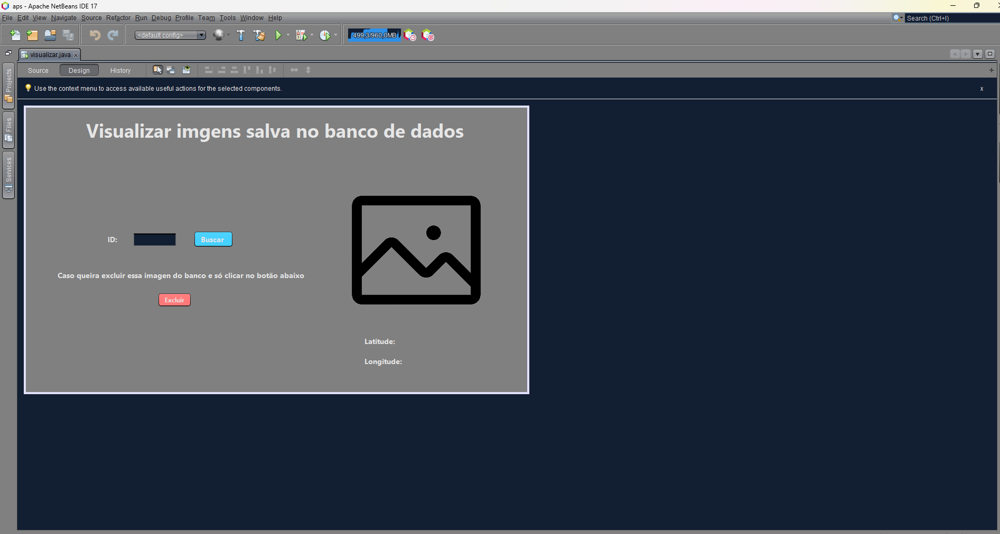 aps - Apache NetBeans IDE 17
File Edit View Navigate Source Refactor Run Debug Profile Team Tools Window Help
Search (Ctrl+I)
<default config>
499,3/960,0MB
visualizar.java
Source Design History
Projects
Files
Services
Use the context menu to access available useful actions for the selected components.
x
Visualizar imgens salva no banco de dados
ID:
Buscar
Caso queira excluir essa imagen do banco e só clicar no botão abaixo
Excluir
Latitude:
Longitude: